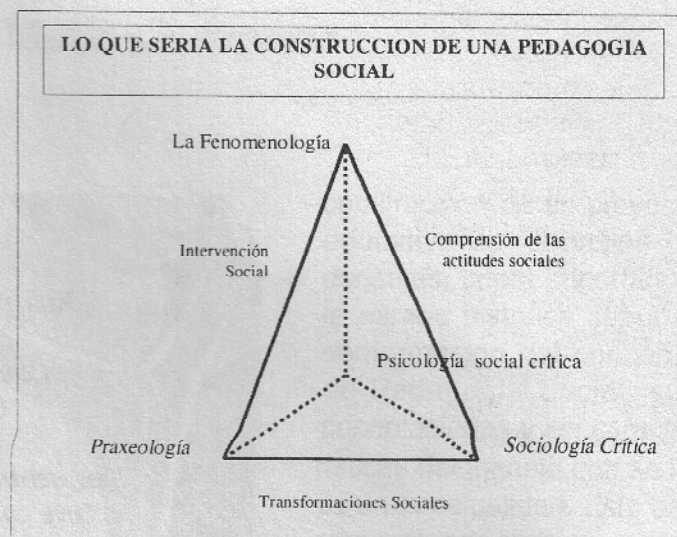 LO QUE SERIA LA CONSTRUCCION DE UNA PEDAGOGIA
SOCIAL
La Fenomenología
Intervención
Social
Comprensión de las
actitudes sociales
Psicología social crítica
Praxeología
Sociología Crítica
Transformaciones Sociales